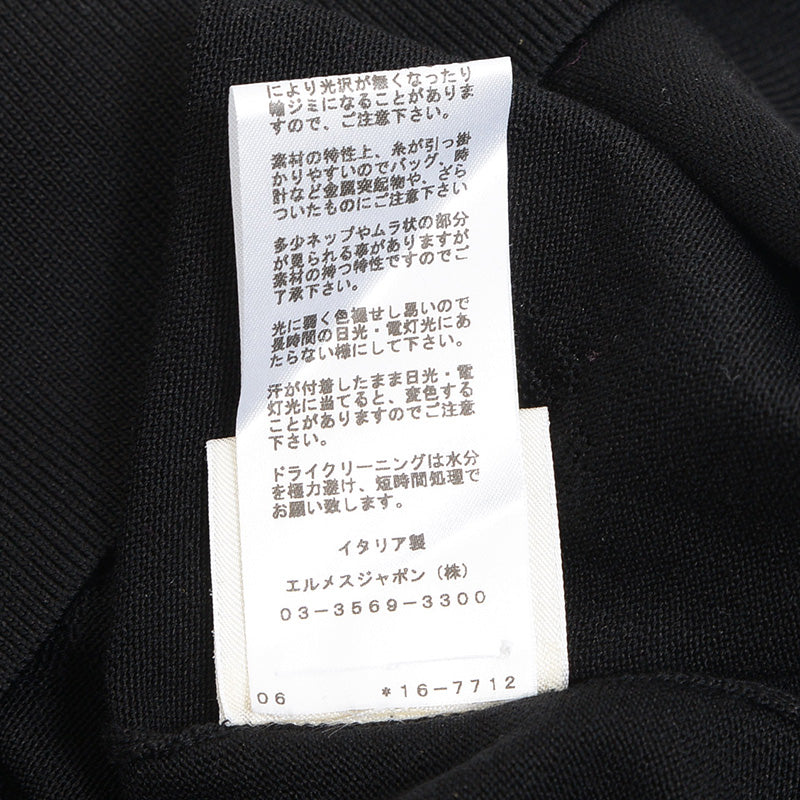 により光沢が無くなったり
輪ジミになることがありま
すので、ご注意下さい。
素材の特性上、糸が引っ掛
かりやすいのでバッグ、時
計など金属突起物や、ざら
ついたものにご注意下さい
多少ネップやムラ状の部分
が見られる事がありますが
素材の持つ特性ですのでご
了承下さい。
光に弱く色褪せし易いので
長時間の日光・電灯光にあ
たらない様にして下さい。
汗が付着したまま日光・電
灯光に当てると、変色する
ことがありますのでご注意
下さい。
ドライクリーニングは水分
を極力避け、短時間処理で
お願い致します。
イタリア製
エルメスジャポン（株）
03-3569-3300
06 *16-7712